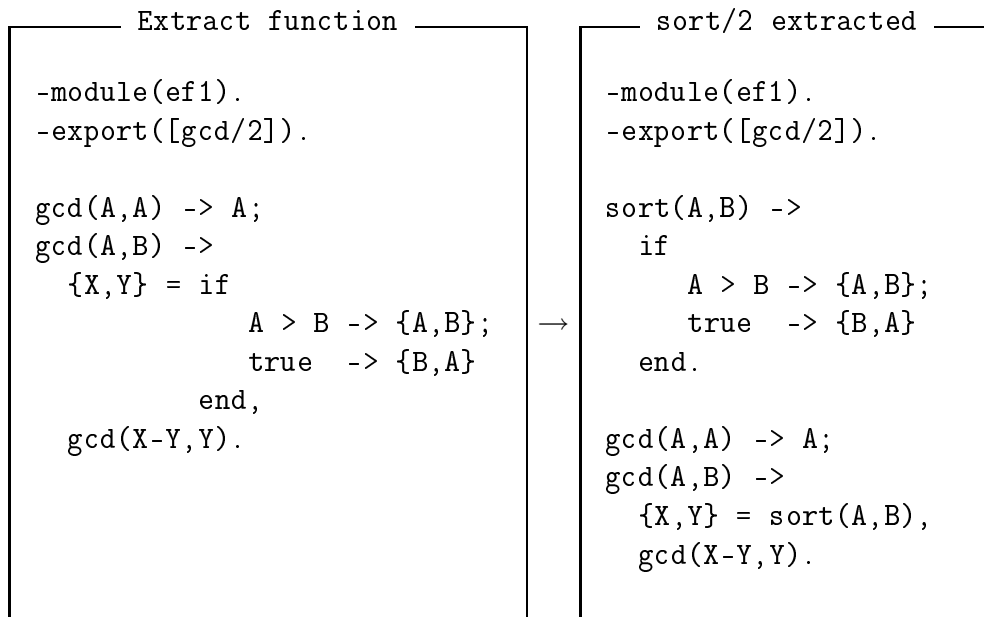 Extract function
-module(ef1).
-export([gcd/2]).
gcd(A,A) -> A;
gcd(A,B) ->
{X,Y} = if
A > B -> {A,B};
true -> {B,A}
end,
gcd(X-Y,Y).
→
sort/2 extracted
-module(ef1).
-export([gcd/2]).
sort(A,B) ->
if
A > B -> {A,B};
true -> {B,A}
end.
gcd(A,A) -> A;
gcd(A,B) ->
{X,Y} = sort(A,B),
gcd(X-Y,Y).